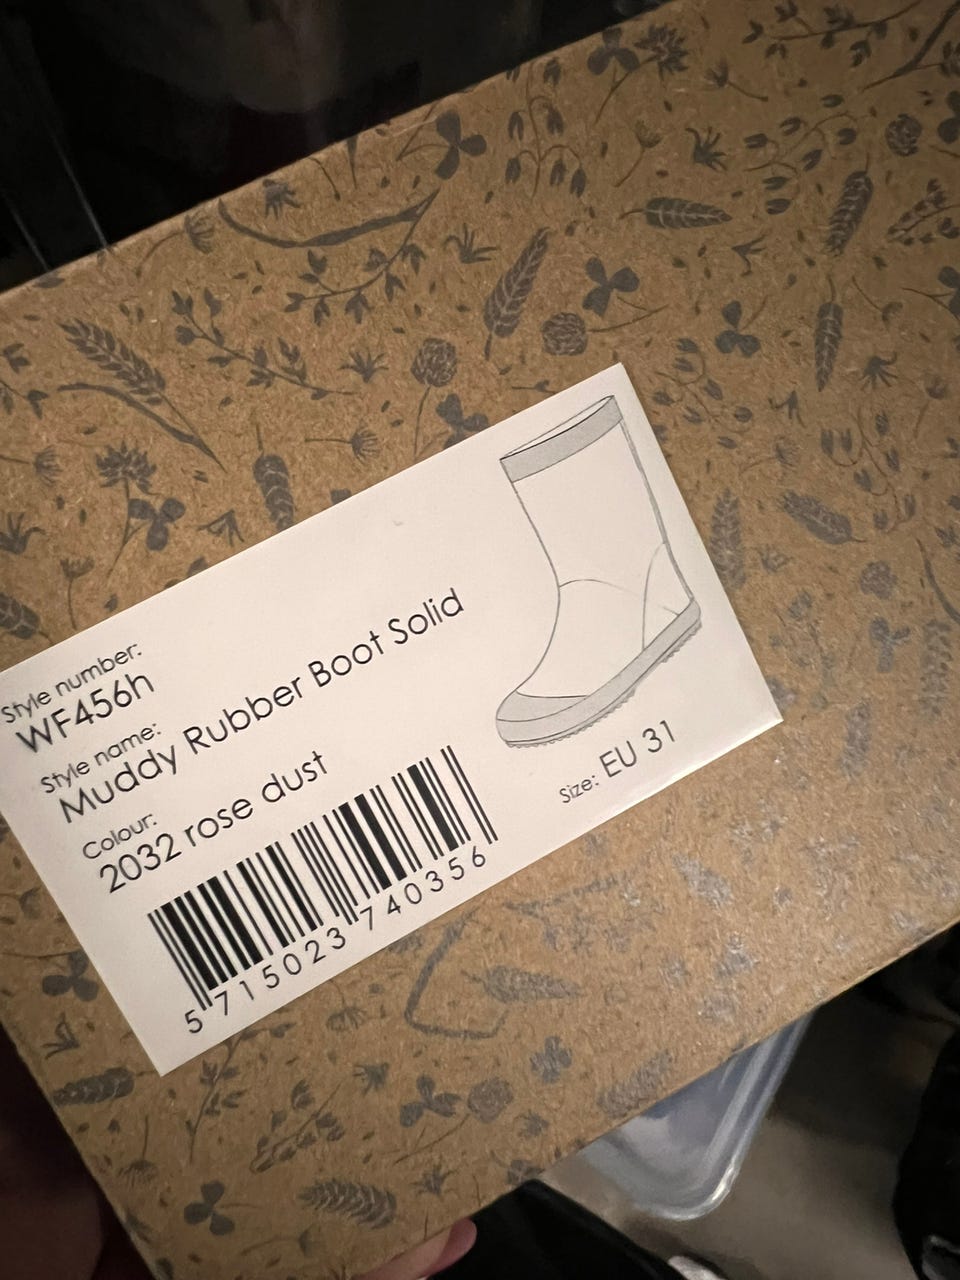 Style number:
WF456h
Style name:
Muddy Rubber Boot Solid
Colour:
2032 rose dust
Size: EU 31
5 715023 740356